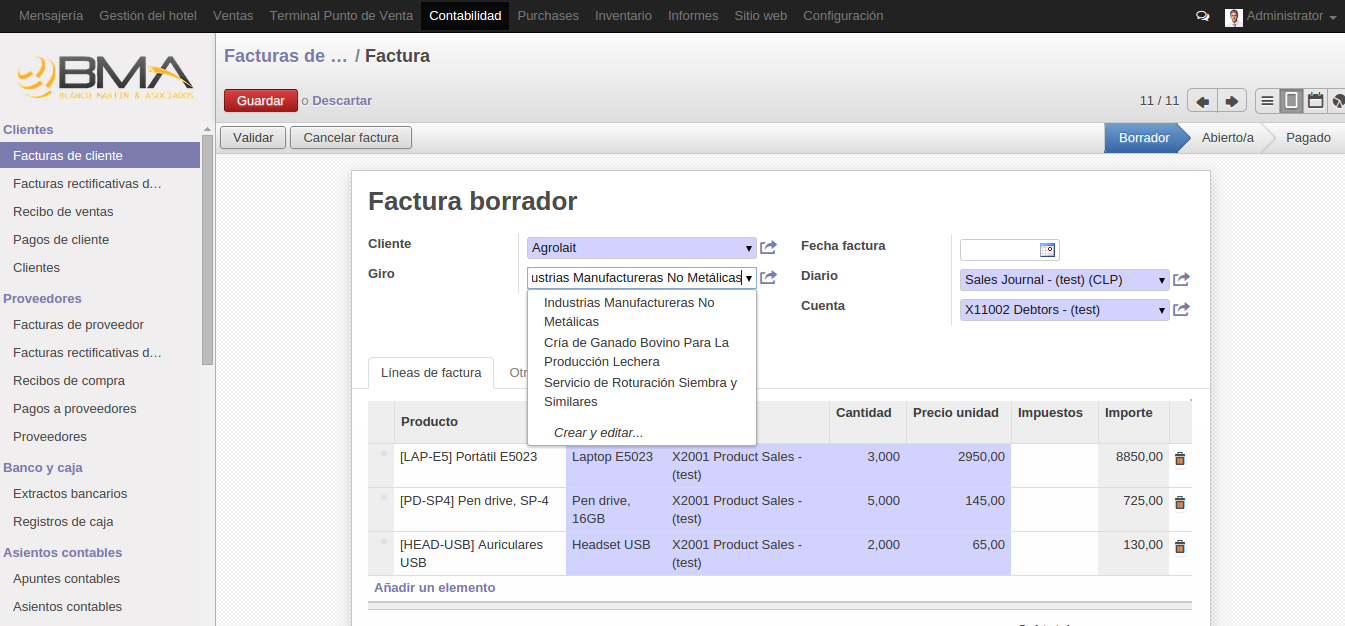 Mensajería Gestión del hotel Ventas Terminal Punto de Venta Contabilidad Purchases Inventario Informes Sitio web Configuración Administrator
BMA
BLANCO MARTIN & ASOCIADOS
Clientes
Facturas de cliente
Facturas rectificativas d…
Recibo de ventas
Pagos de cliente
Clientes
Proveedores
Facturas de proveedor
Facturas rectificativas d…
Recibos de compra
Pagos a proveedores
Proveedores
Banco y caja
Extractos bancarios
Registros de caja
Asientos contables
Apuntes contables
Asientos contables
Facturas de … / Factura
Guardar o Descartar
11 / 11
Validar Cancelar factura
Borrador Abierto/a Pagado
Factura borrador
Cliente Agrolait
Giro ustrias Manufactureras No Metálicas
Industrias Manufactureras No
Metálicas
Cría de Ganado Bovino Para La
Producción Lechera
Servicio de Roturación Siembra y
Similares
Crear y editar...
Fecha factura
Diario Sales Journal - (test) (CLP)
Cuenta X11002 Debtors - (test)
Líneas de factura Otr
Producto Cantidad Precio unidad Impuestos Importe
[LAP-E5] Portátil E5023 Laptop E5023 X2001 Product Sales - 3,000 2950,00 8850,00
(test)
[PD-SP4] Pen drive, SP-4 Pen drive, X2001 Product Sales - 5,000 145,00 725,00
16GB (test)
[HEAD-USB] Auriculares Headset USB X2001 Product Sales - 2,000 65,00 130,00
USB (test)
Añadir un elemento